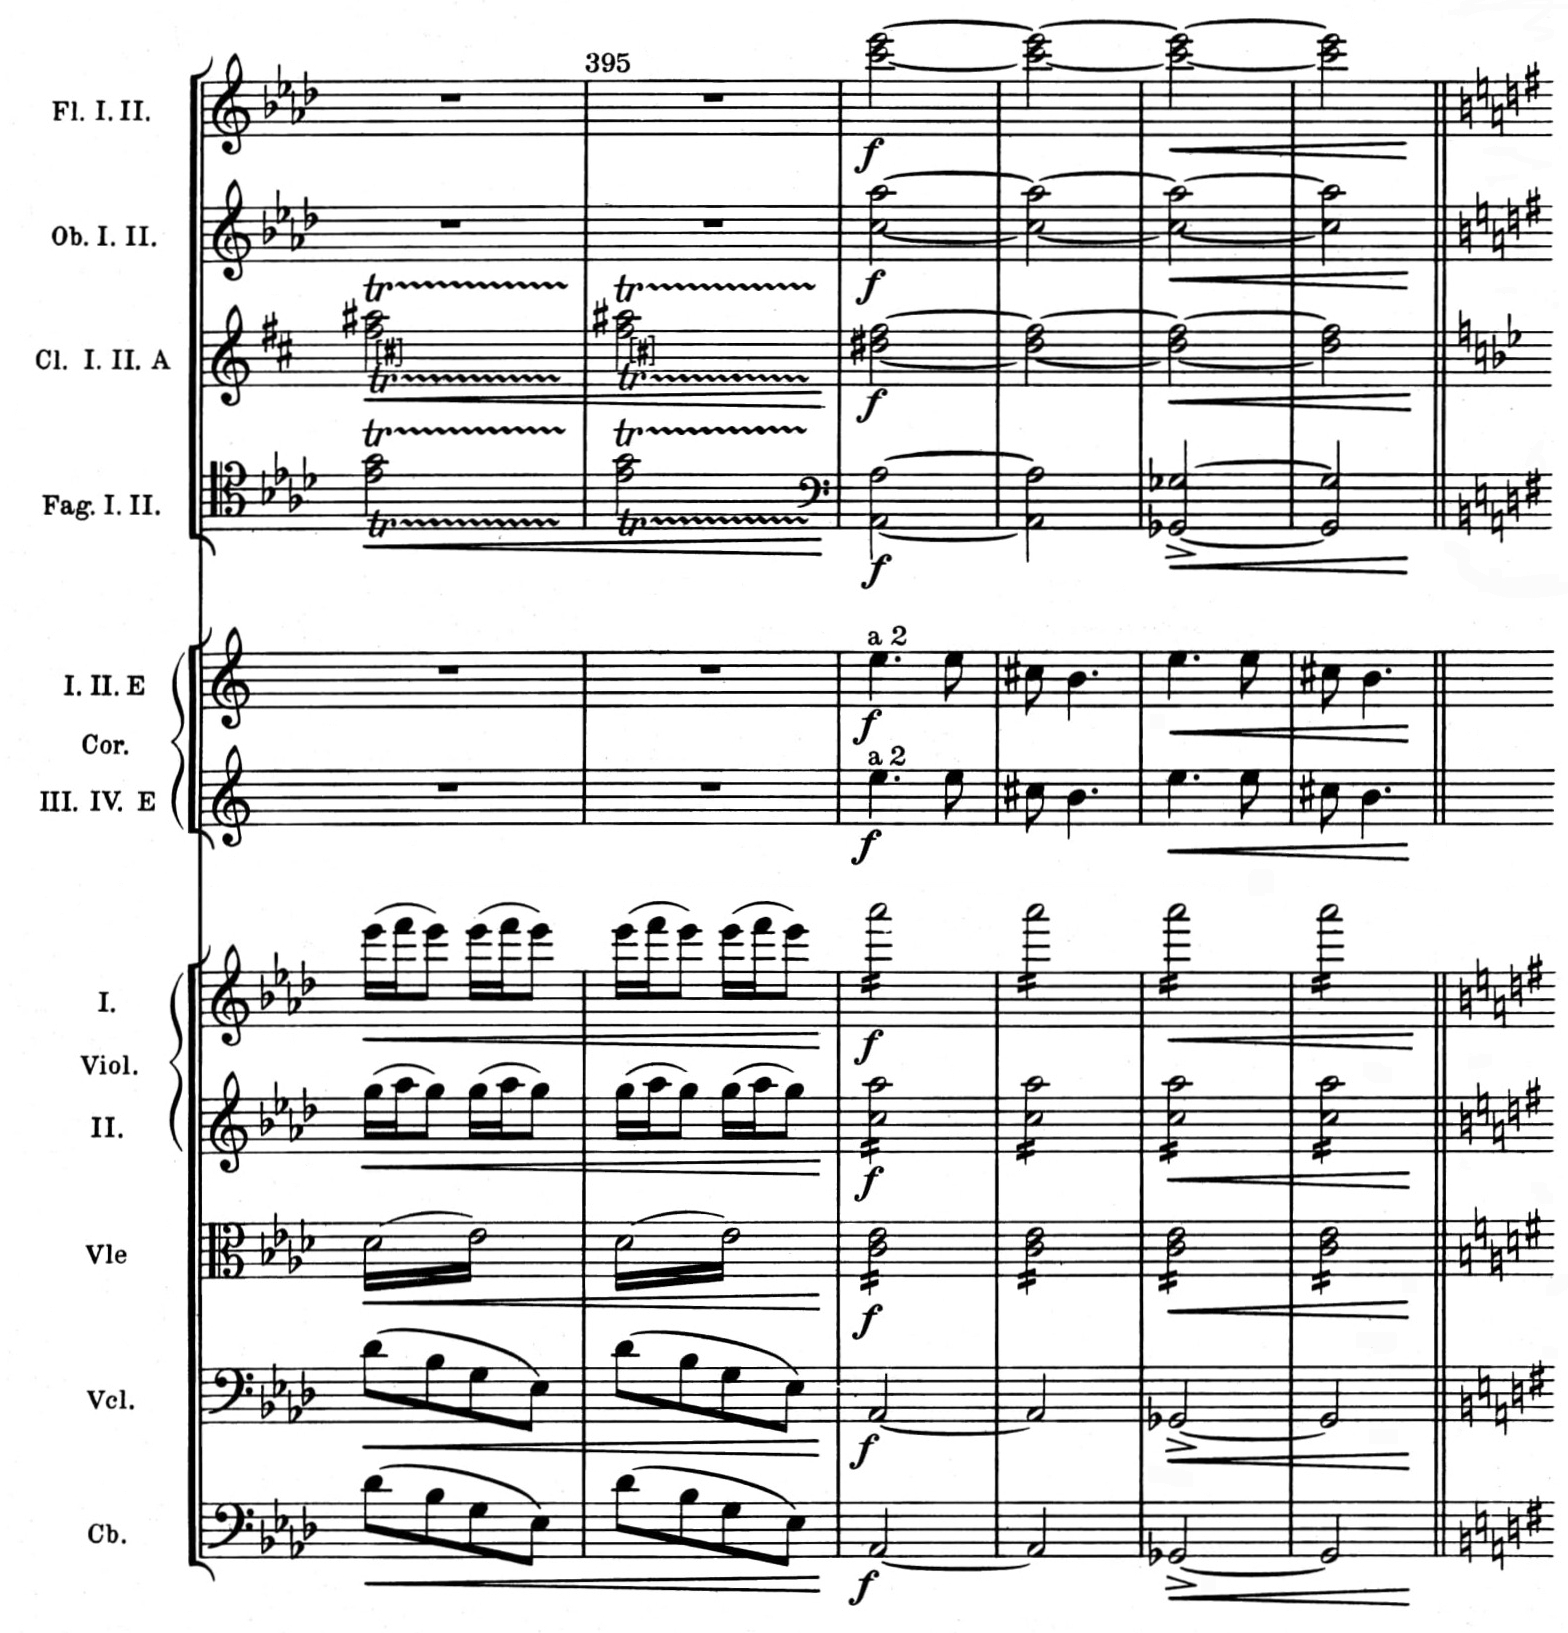 395
Fl. I. II.
f
Ob. I. II.
f
tr tr
Cl. I. II. A
[#] [#]
tr tr
f
tr tr
Fag. I. II.
tr tr
f
a 2
I. II. E
f
Cor.
a 2
III. IV. E
f
I.
f
Viol.
II.
f
Vle
f
Vcl.
f
Cb.
f